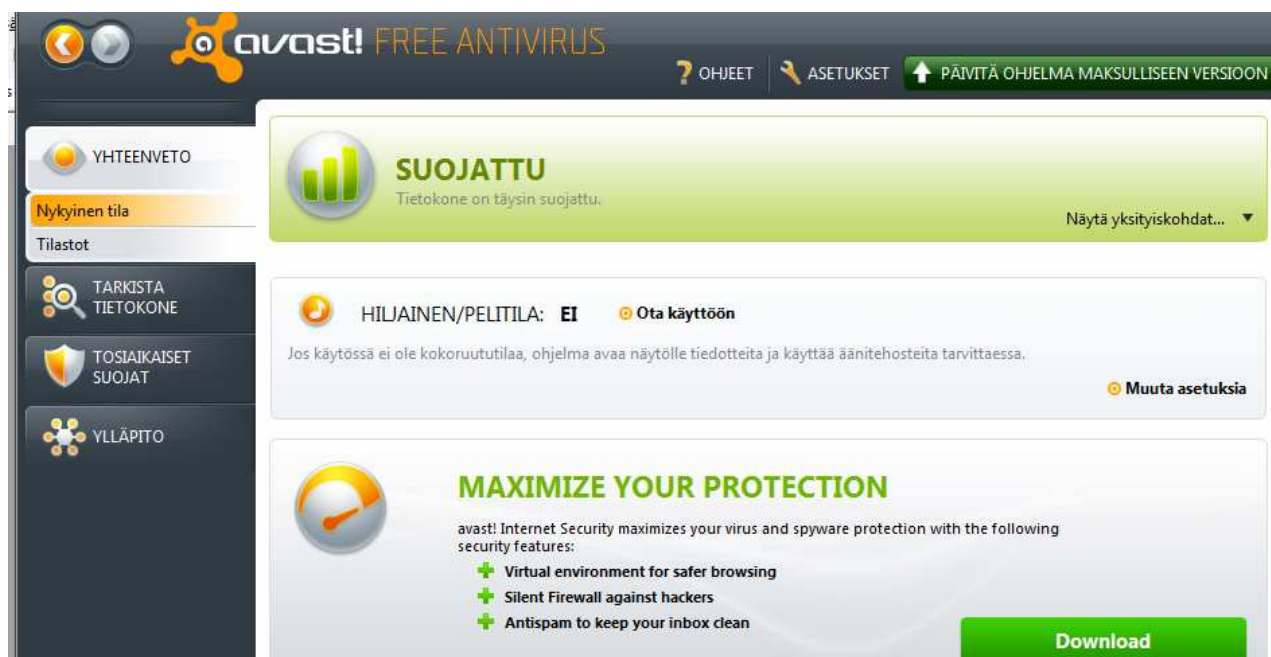 avast! FREE ANTIVIRUS
OHJEET
ASETUKSET
PÄIVITÄ OHJELMA MAKSULLISEEN VERSIOON
YHTEENVETO
Nykyinen tila
Tilastot
TARKISTA
TIETOKONE
TOSIAIKAISET
SUOJAT
YLLÄPITO
SUOJATTU
Tietokone on täysin suojattu.
Näytä yksityiskohdat...
HILJAINEN/PELITILA: EI Ota käyttöön
Jos käytössä ei ole kokoruututilaa, ohjelma avaa näytölle tiedotteita ja käyttää äänitehosteita tarvittaessa.
Muuta asetuksia
MAXIMIZE YOUR PROTECTION
avast! Internet Security maximizes your virus and spyware protection with the following
security features:
Virtual environment for safer browsing
Silent Firewall against hackers
Antispam to keep your inbox clean
Download